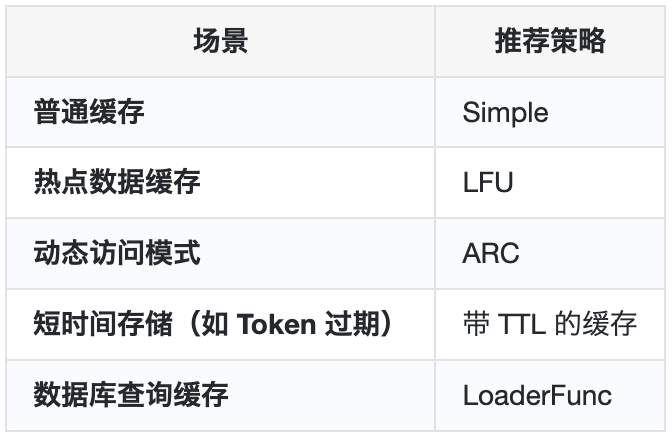 场景 推荐策略
普通缓存 Simple
热点数据缓存 LFU
动态访问模式 ARC
短时间存储（如 Token 过期） 带 TTL 的缓存
数据库查询缓存 LoaderFunc